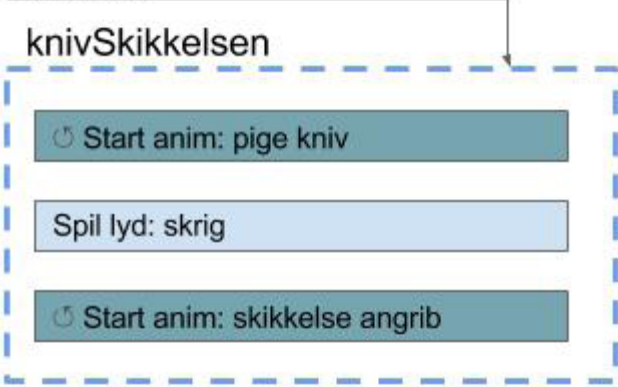 knivSkikkelsen
↺ Start anim: pige kniv
Spil lyd: skrig
↺ Start anim: skikkelse angrib